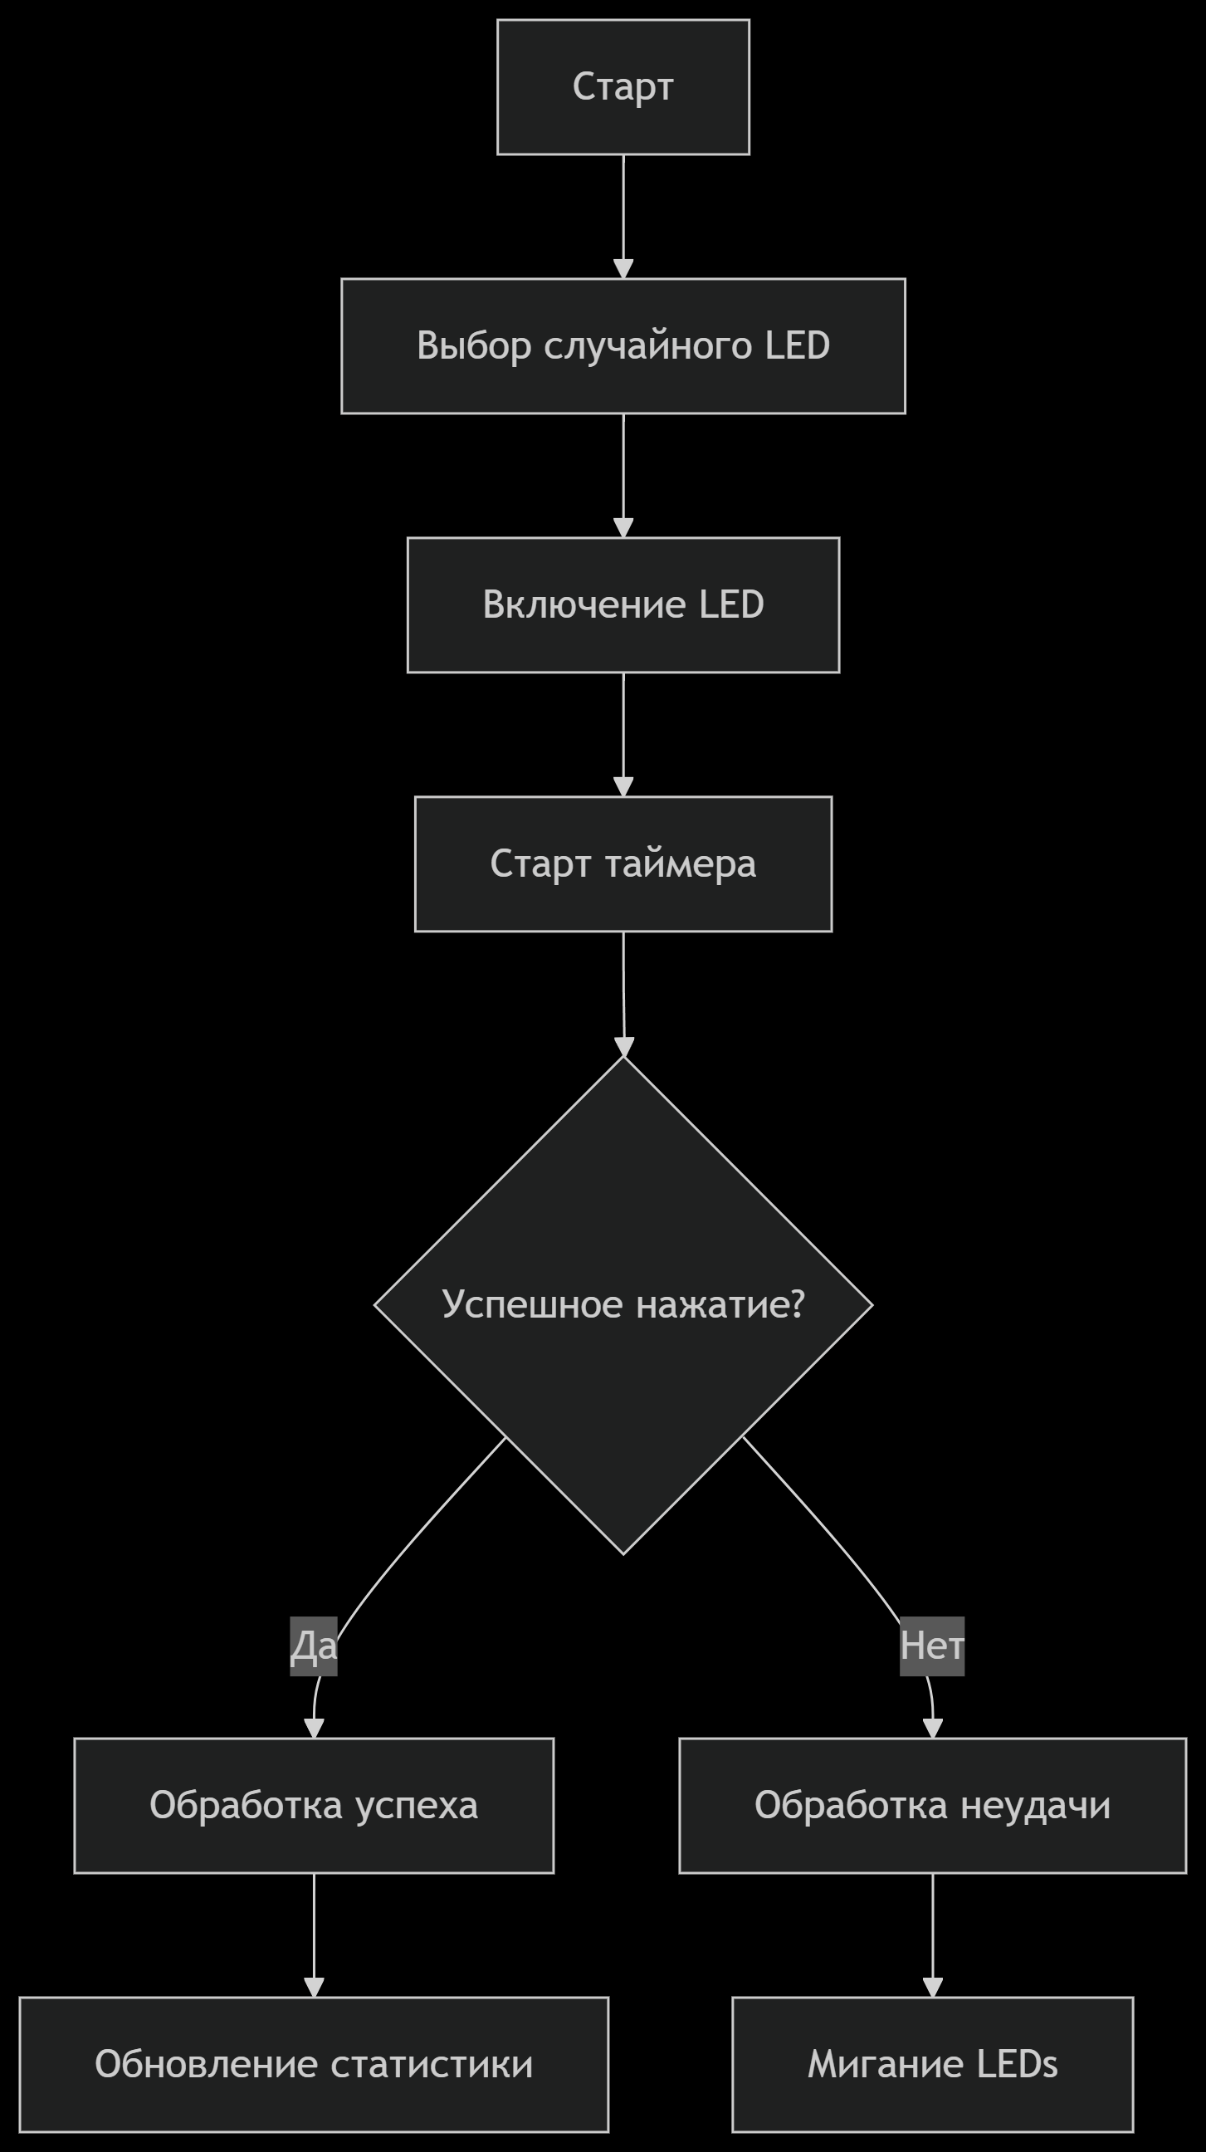 Старт
Выбор случайного LED
Включение LED
Старт таймера
Успешное нажатие?
Да
Нет
Обработка успеха
Обработка неудачи
Обновление статистики
Мигание LEDs